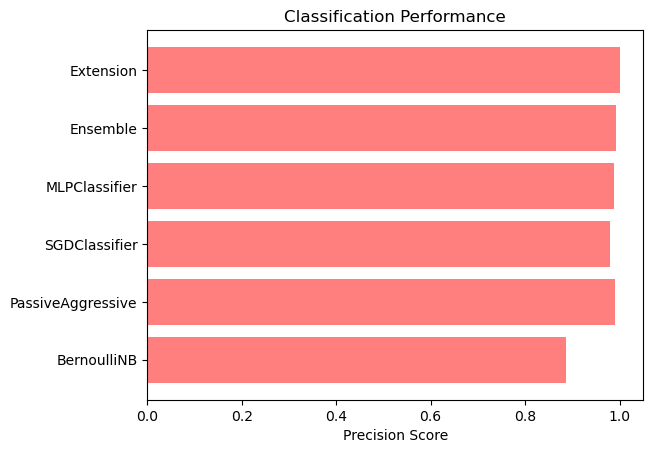 Classification Performance
Extension
Ensemble
MLPClassifier
SGDClassifier
PassiveAggressive
BernoulliNB
0.0 0.2 0.4 0.6 0.8 1.0
Precision Score